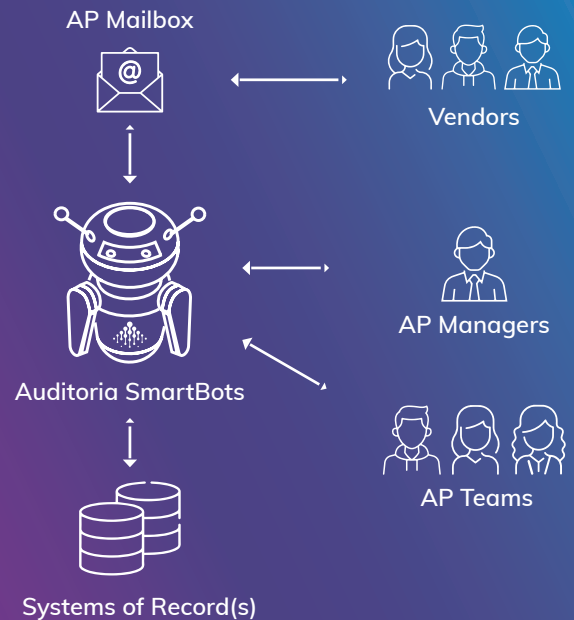 AP Mailbox
@
Vendors
AP Managers
Auditoria SmartBots
AP Teams
Systems of Record(s)